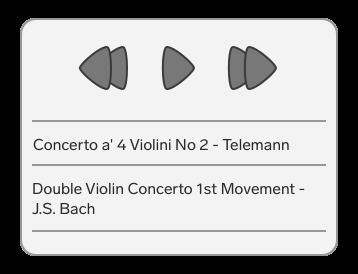 Concerto a' 4 Violini No 2 - Telemann
Double Violin Concerto 1st Movement -
J.S. Bach